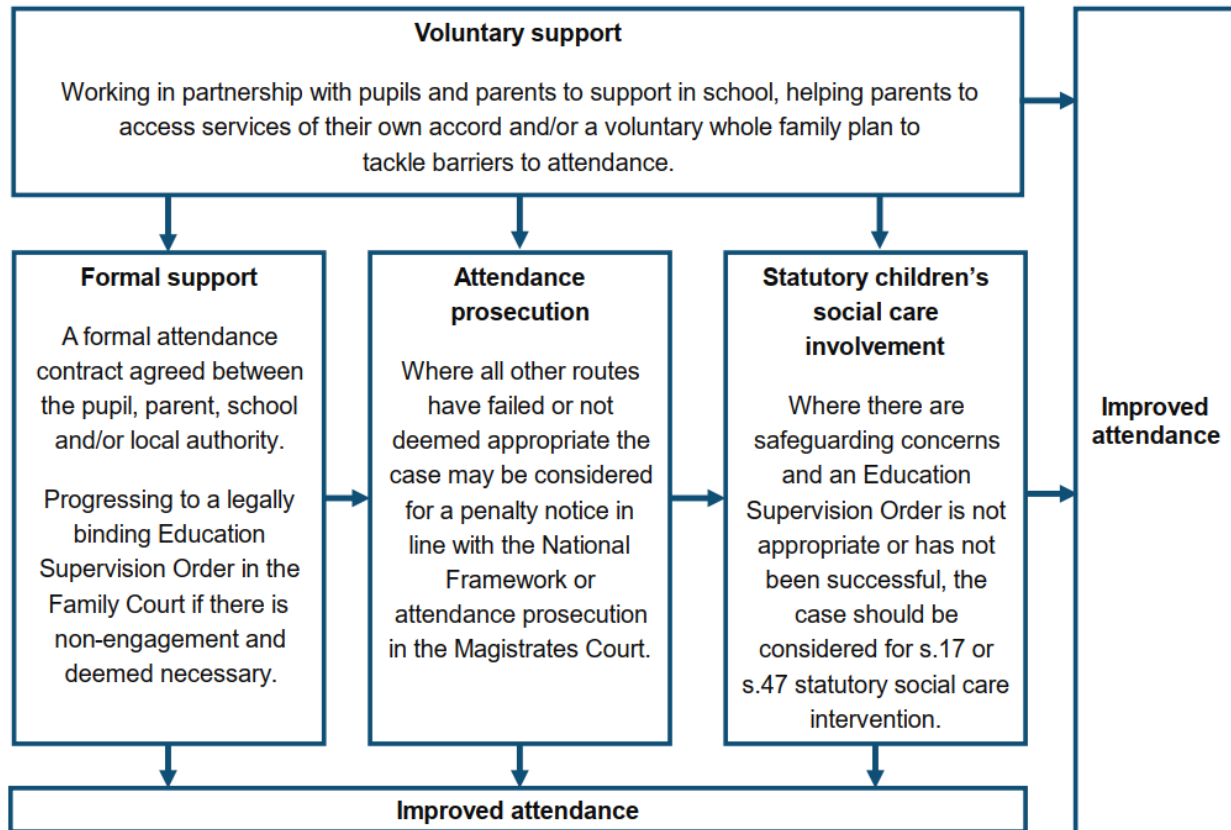 Voluntary support
Working in partnership with pupils and parents to support in school, helping parents to
access services of their own accord and/or a voluntary whole family plan to
tackle barriers to attendance.
Formal support
A formal attendance
contract agreed between
the pupil, parent, school
and/or local authority.
Progressing to a legally
binding Education
Supervision Order in the
Family Court if there is
non-engagement and
deemed necessary.
Attendance
prosecution
Where all other routes
have failed or not
deemed appropriate the
case may be considered
for a penalty notice in
line with the National
Framework or
attendance prosecution
in the Magistrates Court.
Statutory children’s
social care
involvement
Where there are
safeguarding concerns
and an Education
Supervision Order is not
appropriate or has not
been successful, the
case should be
considered for s.17 or
s.47 statutory social care
intervention.
Improved
attendance
Improved attendance